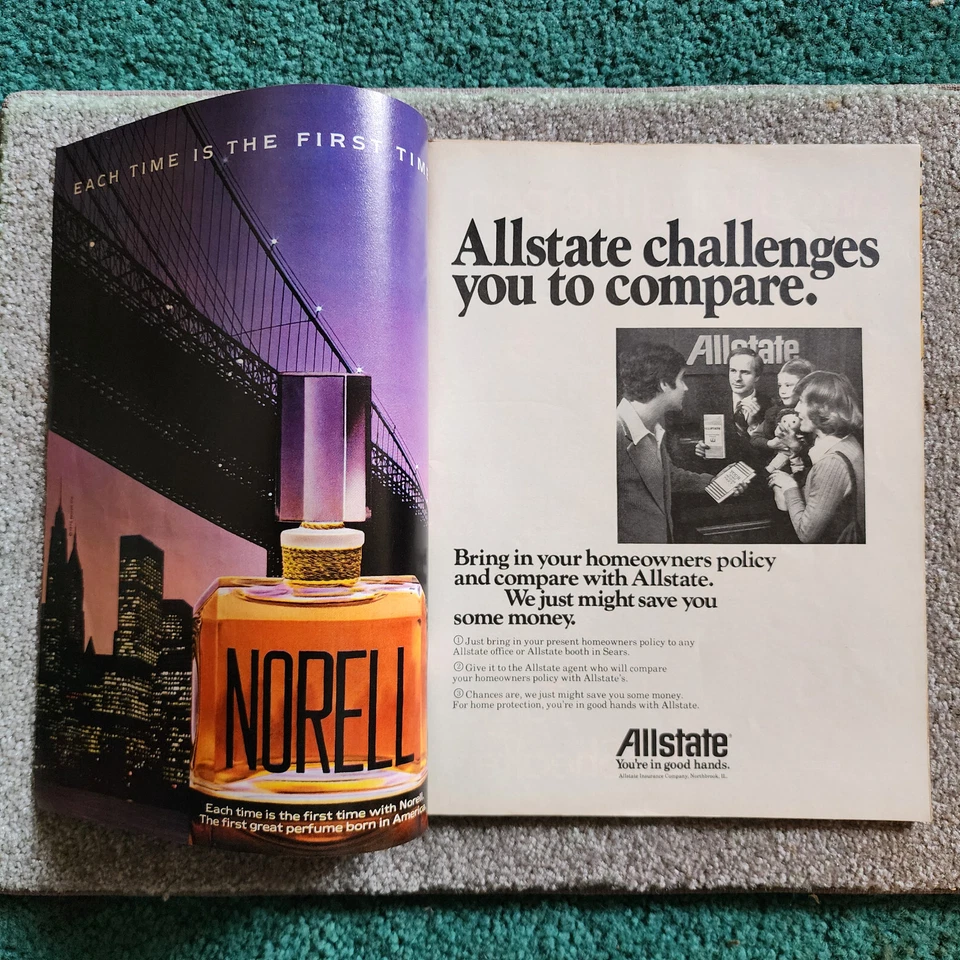 EACH TIME IS THE FIRST TIM
NORELL
Each time is the first time with Norell.
The first great perfume born in America.
Allstate challenges
you to compare.
Allstate
Bring in your homeowners policy
and compare with Allstate.
We just might save you
some money.
① Just bring in your present homeowners policy to any
Allstate office or Allstate booth in Sears.
② Give it to the Allstate agent who will compare
your homeowners policy with Allstate's.
③ Chances are, we just might save you some money.
For home protection, you're in good hands with Allstate.
Allstate®
You're in good hands.
Allstate Insurance Company, Northbrook, IL.